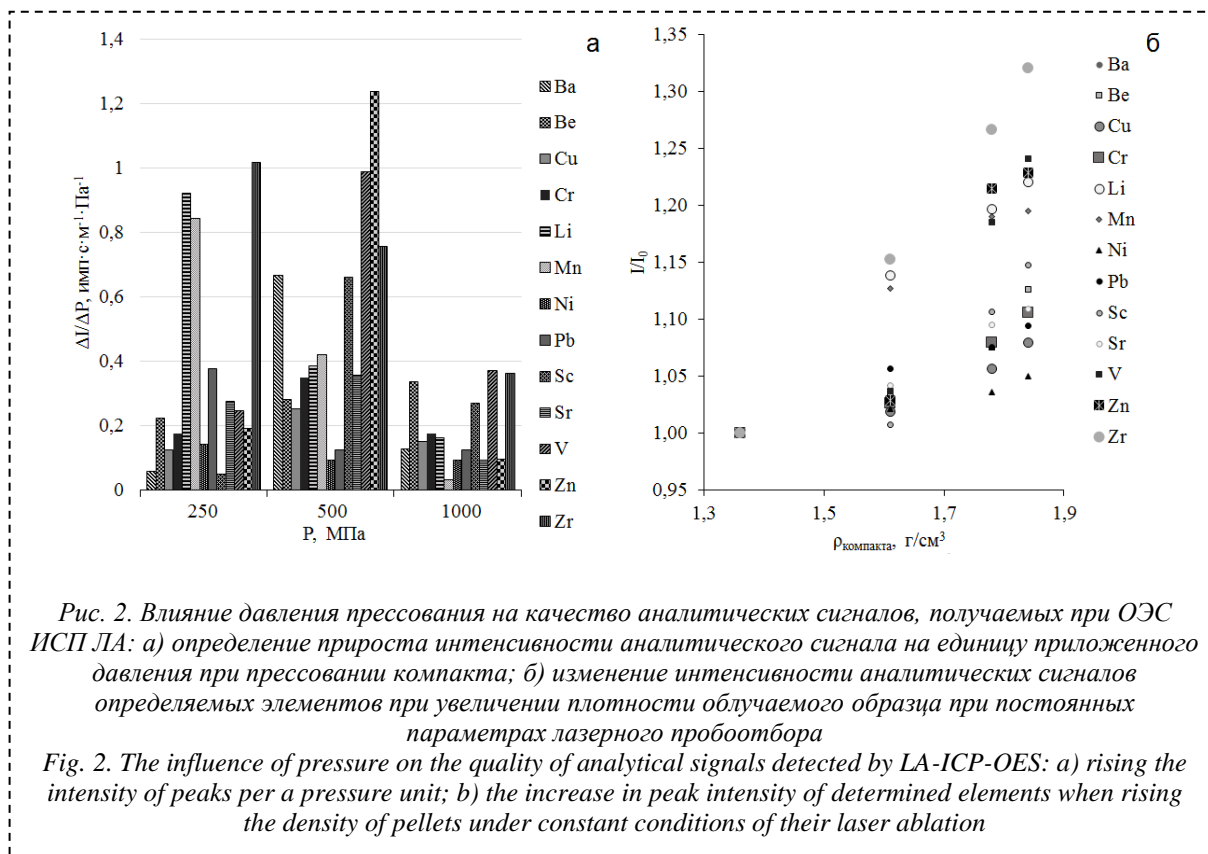 1,4
1,2
1
0,8
0,6
0,4
0,2
0
ΔI/ΔP, имп·с·м⁻¹·Па⁻¹
250
500
1000
P, МПа
а
Ba
Be
Cu
Cr
Li
Mn
Ni
Pb
Sc
Sr
V
Zn
Zr
1,35
1,30
1,25
1,20
1,15
1,10
1,05
1,00
0,95
I/I₀
1,3
1,5
1,7
1,9
ρкомпакта, г/см³
б
Ba
Be
Cu
Cr
Li
Mn
Ni
Pb
Sc
Sr
V
Zn
Zr
Рис. 2. Влияние давления прессования на качество аналитических сигналов, получаемых при ОЭС
ИСП ЛА: а) определение прироста интенсивности аналитического сигнала на единицу приложенного
давления при прессовании компакта; б) изменение интенсивности аналитических сигналов
определяемых элементов при увеличении плотности облучаемого образца при постоянных
параметрах лазерного пробоотбора
Fig. 2. The influence of pressure on the quality of analytical signals detected by LA-ICP-OES: a) rising the
intensity of peaks per a pressure unit; b) the increase in peak intensity of determined elements when rising
the density of pellets under constant conditions of their laser ablation